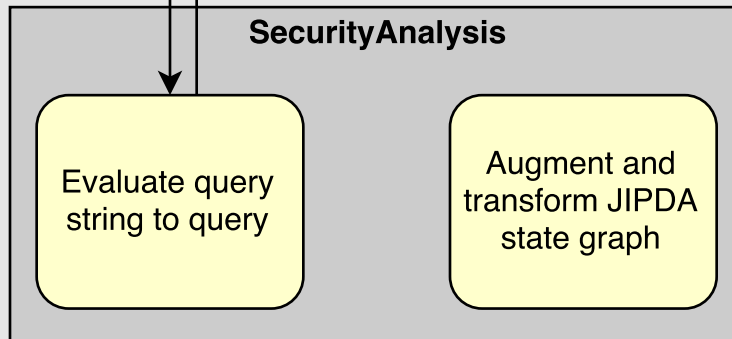 SecurityAnalysis
Evaluate query
string to query
Augment and
transform JIPDA
state graph